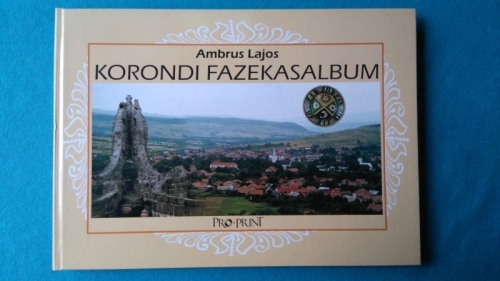 Ambrus Lajos
KORONDI FAZEKASALBUM
PRO-PRINT